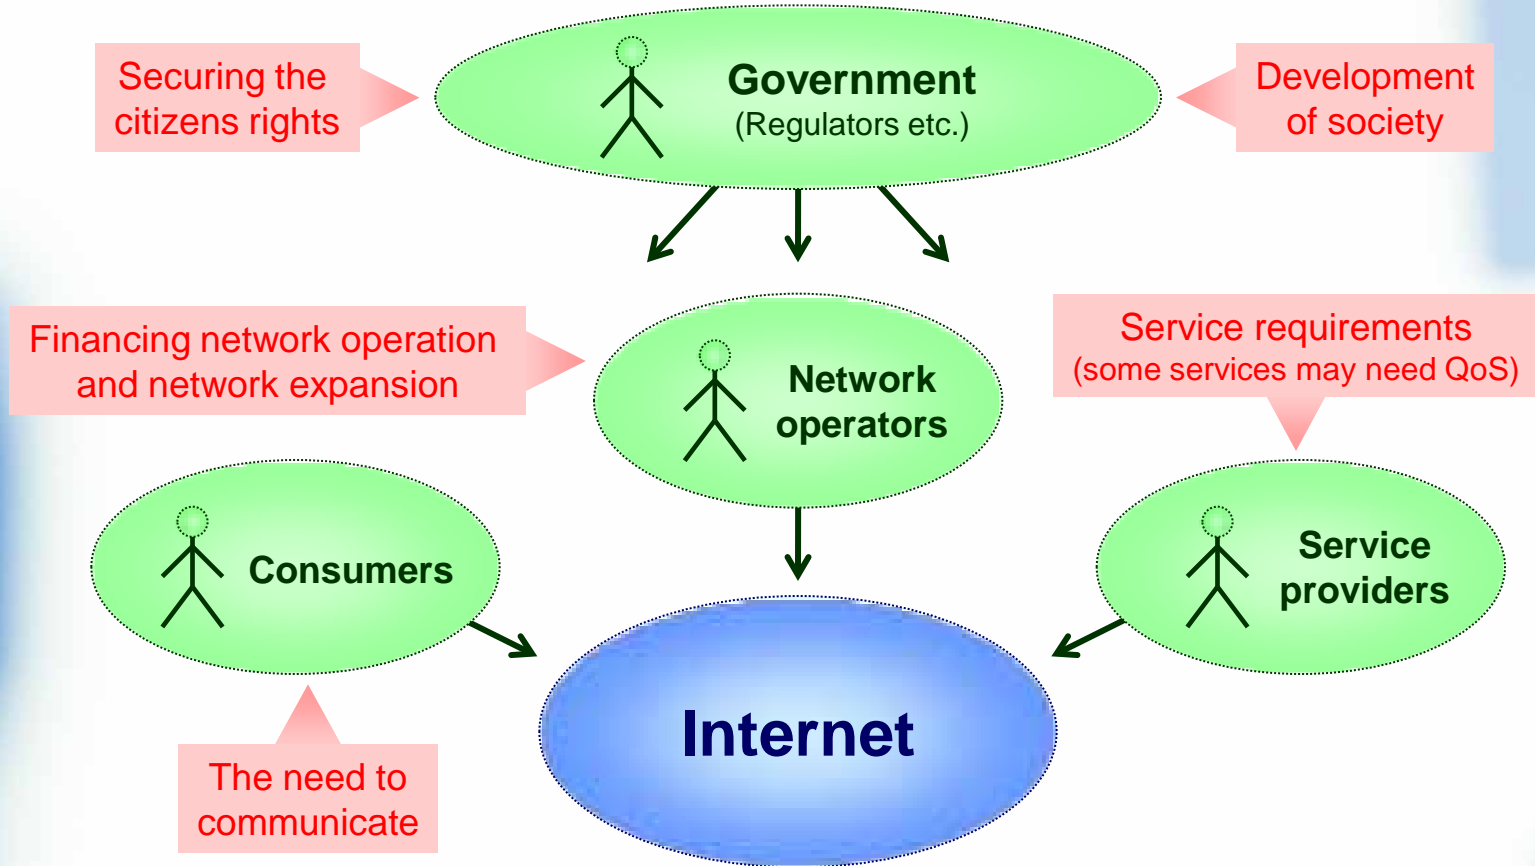 Securing the
citizens rights
Government
(Regulators etc.)
Development
of society
Financing network operation
and network expansion
Network
operators
Service requirements
(some services may need QoS)
Consumers
Service
providers
Internet
The need to
communicate